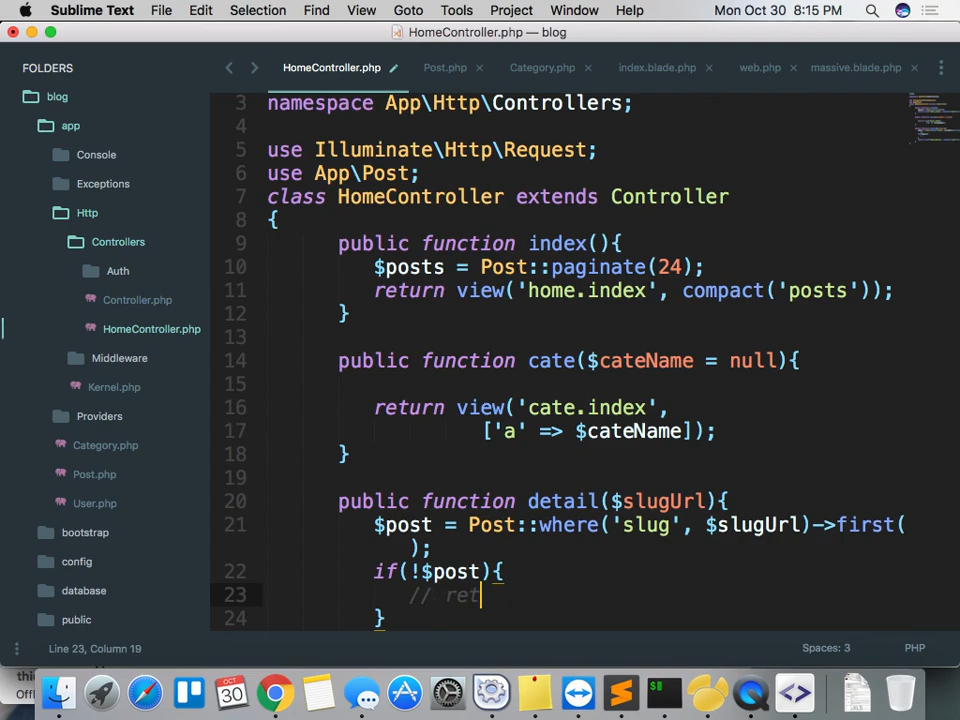 Sublime Text File Edit Selection Find View Goto Tools Project Window Help Mon Oct 30 8:15 PM
HomeController.php — blog
FOLDERS
blog
app
Console
Exceptions
Http
Controllers
Auth
Controller.php
HomeController.php
Middleware
Kernel.php
Providers
Category.php
Post.php
User.php
bootstrap
config
database
public
HomeController.php Post.php Category.php index.blade.php web.php massive.blade.php
3 namespace App\Http\Controllers;
4
5 use Illuminate\Http\Request;
6 use App\Post;
7 class HomeController extends Controller
8 {
9 public function index(){
10 $posts = Post::paginate(24);
11 return view('home.index', compact('posts'));
12 }
13
14 public function cate($cateName = null){
15
16 return view('cate.index',
17 ['a' => $cateName]);
18 }
19
20 public function detail($slugUrl){
21 $post = Post::where('slug', $slugUrl)->first(
);
22 if(!$post){
23 // ret
24 }
Line 23, Column 19 Spaces: 3 PHP
OCT
30